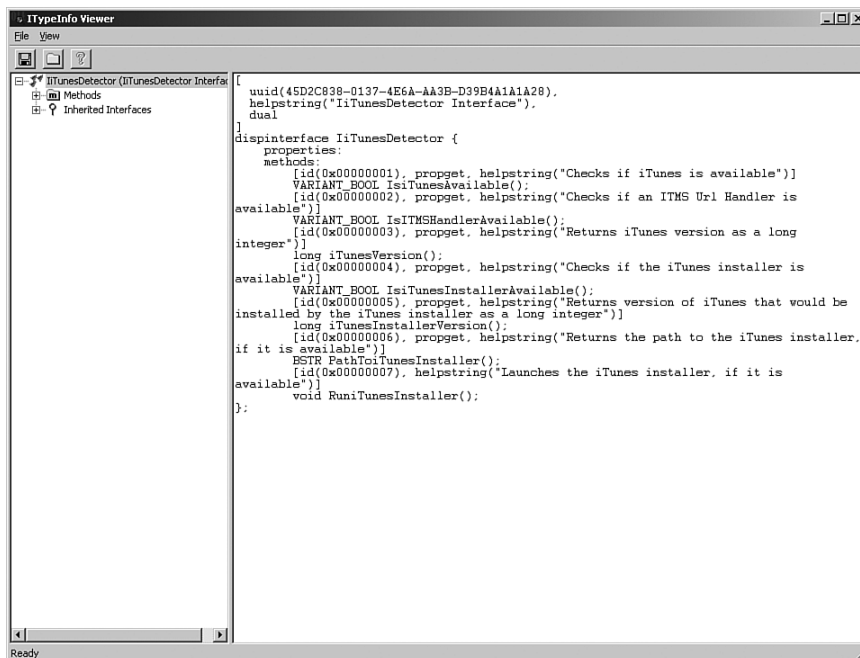 ITypeInfo Viewer
File View
IiTunesDetector (IiTunesDetector Interfac
Methods
Inherited Interfaces
[
uuid(45D2C838-0137-4E6A-AA3B-D39B4A1A1A28),
helpstring("IiTunesDetector Interface"),
dual
]
dispinterface IiTunesDetector {
properties:
methods:
[id(0x00000001), propget, helpstring("Checks if iTunes is available")]
VARIANT_BOOL IsiTunesAvailable();
[id(0x00000002), propget, helpstring("Checks if an ITMS Url Handler is
available")]
VARIANT_BOOL IsITMSHandlerAvailable();
[id(0x00000003), propget, helpstring("Returns iTunes version as a long
integer")]
long iTunesVersion();
[id(0x00000004), propget, helpstring("Checks if the iTunes installer is
available")]
VARIANT_BOOL IsiTunesInstallerAvailable();
[id(0x00000005), propget, helpstring("Returns version of iTunes that would be
installed by the iTunes installer as a long integer")]
long iTunesInstallerVersion();
[id(0x00000006), propget, helpstring("Returns the path to the iTunes installer,
if it is available")]
BSTR PathToiTunesInstaller();
[id(0x00000007), helpstring("Launches the iTunes installer, if it is
available")]
void RuniTunesInstaller();
};
Ready